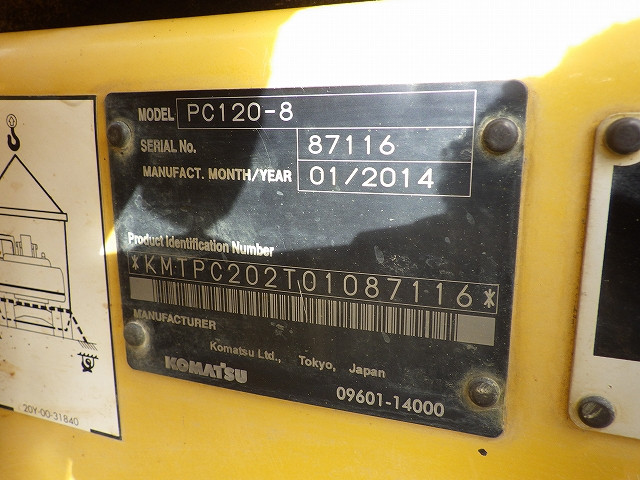 MODEL PC120-8
SERIAL No. 87116
MANUFACT. MONTH/YEAR 01/2014
Product Identification Number
*KMTPC202T01087116*
MANUFACTURER
Komatsu Ltd., Tokyo, Japan
KOMATSU
09601-14000
20Y-00-31840